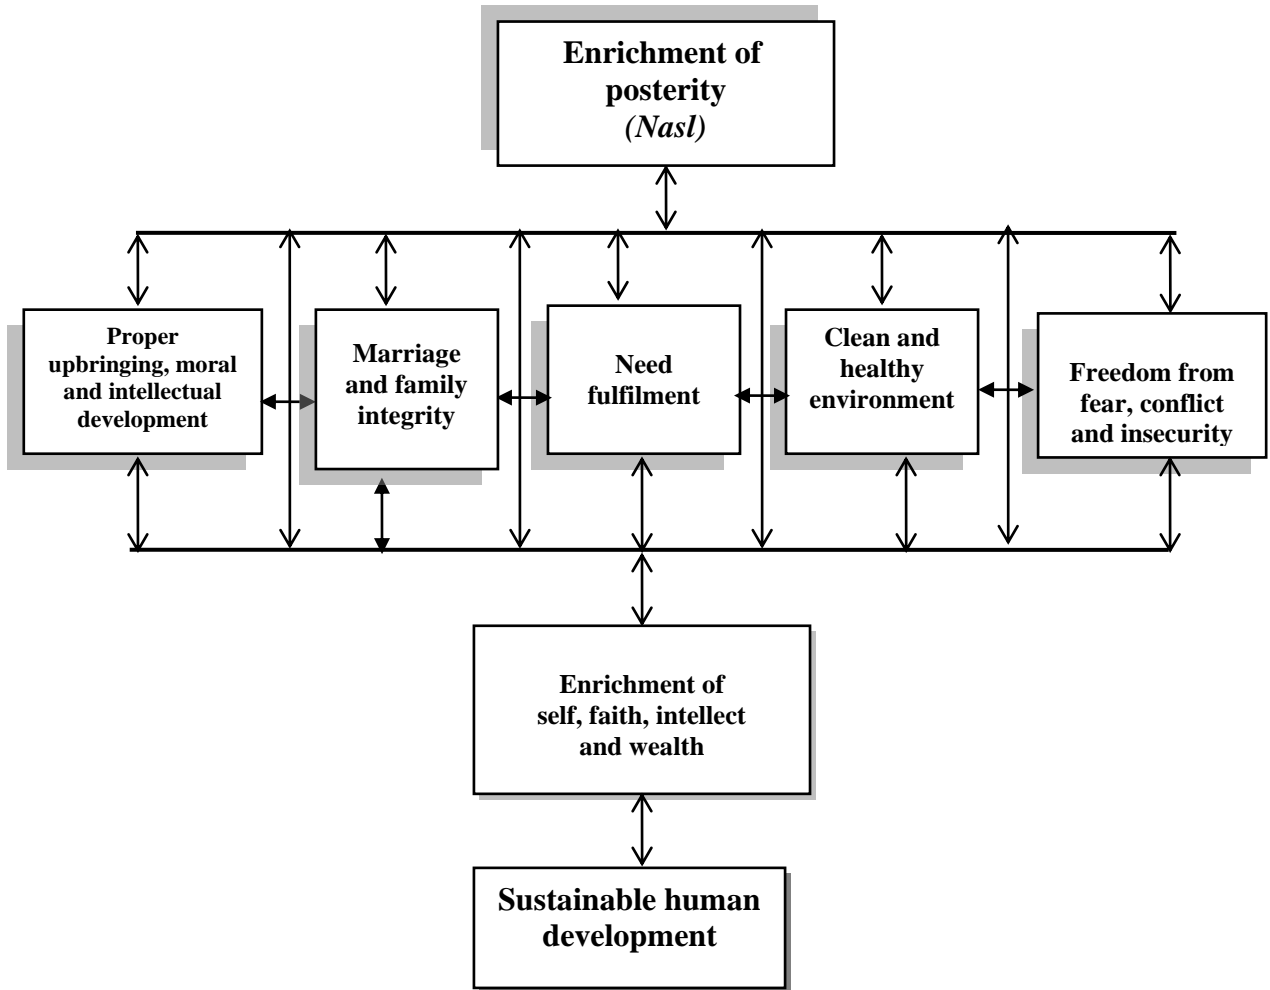 Enrichment of
posterity
(Nasl)
Proper
upbringing, moral
and intellectual
development
Marriage
and family
integrity
Need
fulfilment
Clean and
healthy
environment
Freedom from
fear, conflict
and insecurity
Enrichment of
self, faith, intellect
and wealth
Sustainable human
development